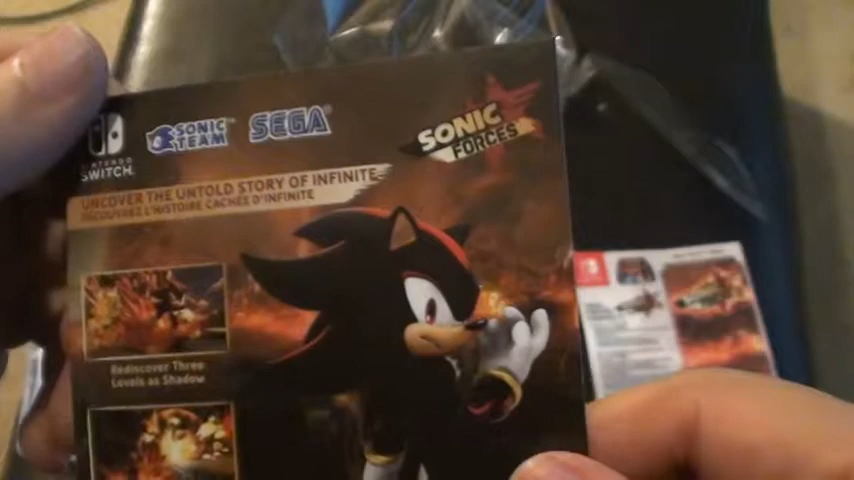 NINTENDO
SWITCH
SONIC
TEAM
SEGA
SONIC
FORCES
UNCOVER THE UNTOLD STORY OF INFINITE
DÉCOUVREZ L'HISTOIRE CACHÉE D'INFINITE
Rediscover Three
Levels as Shadow